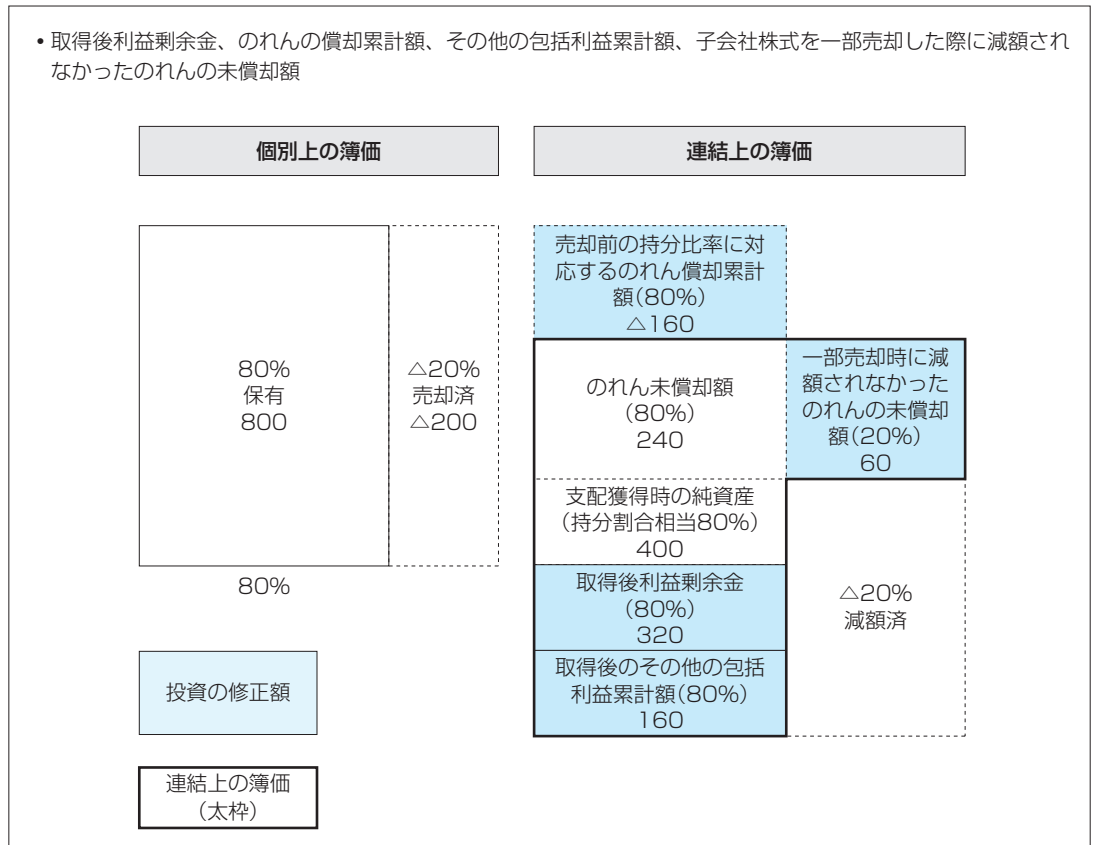 • 取得後利益剰余金、のれんの償却累計額、その他の包括利益累計額、子会社株式を一部売却した際に減額され
なかったのれんの未償却額
個別上の簿価
連結上の簿価
80%
保有
800
△20%
売却済
△200
80%
売却前の持分比率に対
応するのれん償却累計
額(80%)
△160
のれん未償却額
(80%)
240
一部売却時に減
額されなかった
のれんの未償却
額(20%)
60
支配獲得時の純資産
(持分割合相当80%)
400
取得後利益剰余金
(80%)
320
取得後のその他の包括
利益累計額(80%)
160
△20%
減額済
投資の修正額
連結上の簿価
(太枠)